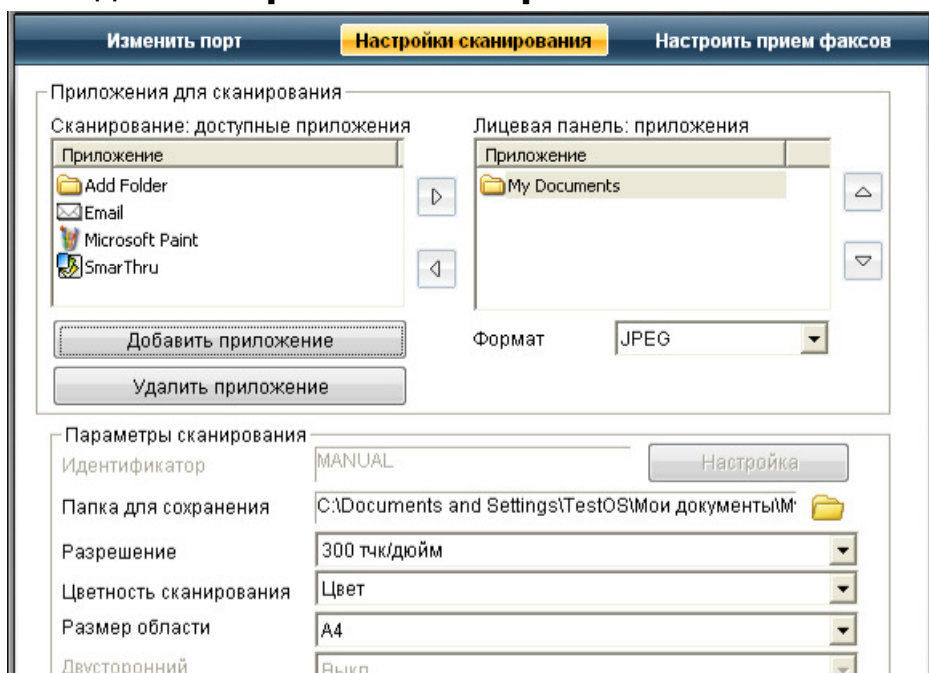 Изменить порт
Настройки сканирования
Настроить прием факсов
Приложения для сканирования
Сканирование: доступные приложения
Приложение
Add Folder
Email
Microsoft Paint
SmarThru
Добавить приложение
Удалить приложение
Лицевая панель: приложения
Приложение
My Documents
Формат
JPEG
Параметры сканирования
Идентификатор
MANUAL
Настройка
Папка для сохранения
C:\Documents and Settings\TestOS\Мои документы\
Разрешение
300 тчк/дюйм
Цветность сканирования
Цвет
Размер области
A4
Двусторонний
Выкл